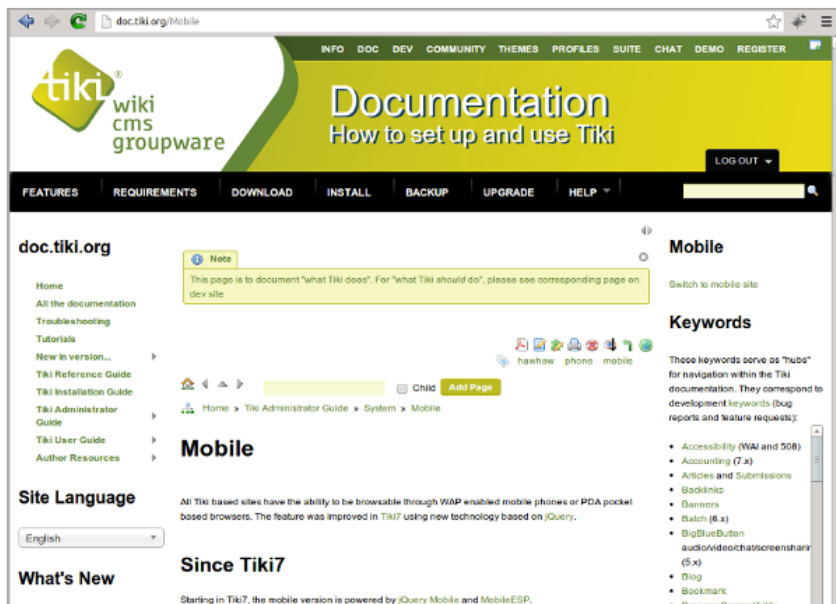 doc.tiki.org/Mobile
INFO DOC DEV COMMUNITY THEMES PROFILES SUITE CHAT DEMO REGISTER
tiki®
wiki
cms
groupware
Documentation
How to set up and use Tiki
LOG OUT
FEATURES REQUIREMENTS DOWNLOAD INSTALL BACKUP UPGRADE HELP
doc.tiki.org
Home
All the documentation
Troubleshooting
Tutorials
New in version...
Tiki Reference Guide
Tiki Installation Guide
Tiki Administrator
Guide
Tiki User Guide
Author Resources
Site Language
English
What's New
Note
This page is to document "what Tiki does". For "what Tiki should do", please see corresponding page on
dev site
hawhaw phone mobile
Child Add Page
Home » Tiki Administrator Guide » System » Mobile
Mobile
All Tiki based sites have the ability to be browsable through WAP enabled mobile phones or PDA pocket
based browsers. The feature was improved in Tiki7 using new technology based on jQuery.
Since Tiki7
Starting in Tiki7, the mobile version is powered by jQuery Mobile and MobileESP.
Mobile
Switch to mobile site
Keywords
These keywords serve as "hubs"
for navigation within the Tiki
documentation. They correspond to
development keywords (bug
reports and feature requests):
Accessibility (WAI and 508)
Accounting (7.x)
Articles and Submissions
Backlinks
Banners
Batch (6.x)
BigBlueButton
audio/video/chat/screensharin
(5.x)
Blog
Bookmark